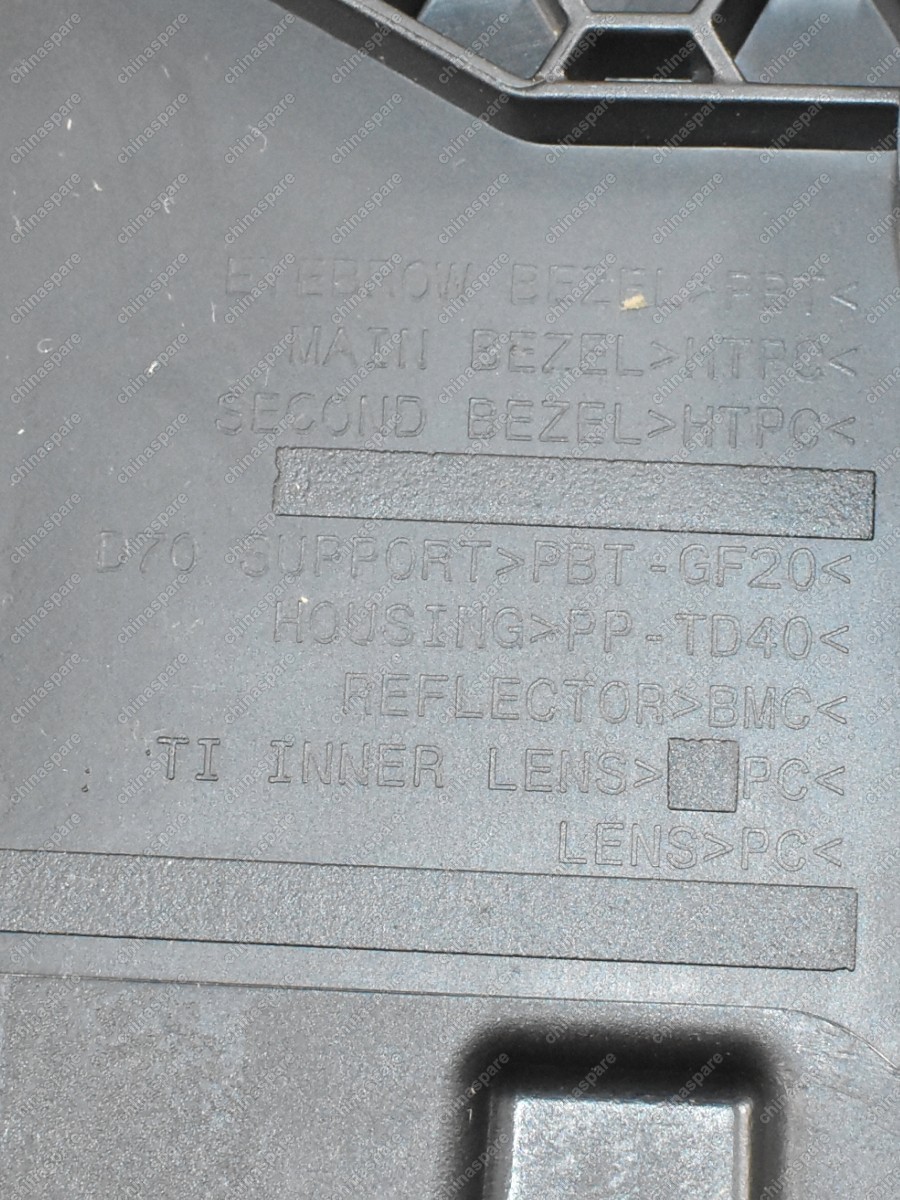 EYEBROW BEZEL>PBT<
MAIN BEZEL>HTPC<
SECOND BEZEL>HTPC<
D70 SUPPORT>PBT-GF20<
HOUSING>PP-TD40<
REFLECTOR>BMC<
TI INNER LENS> PC<
LENS>PC<
chinaspare